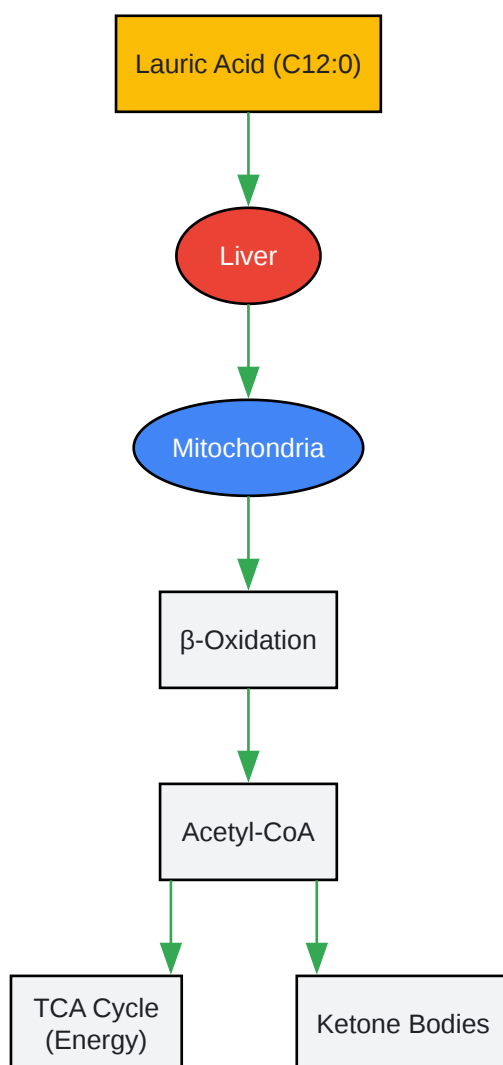 Lauric Acid (C12:0)
Liver
Mitochondria
β-Oxidation
Acetyl-CoA
TCA Cycle
(Energy)
Ketone Bodies